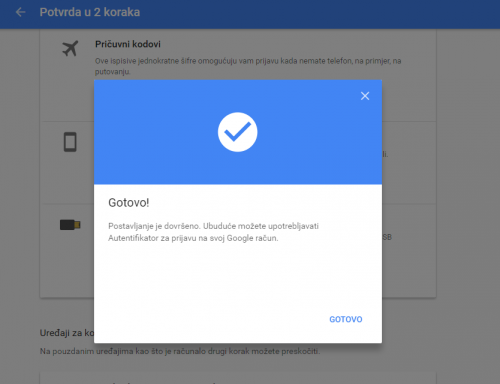 Potvrda u 2 koraka
Pričuvni kodovi
Ove ispisive jednokratne šifre omogućuju vam prijavu kada nemate telefon, na primjer, na
putovanju.
Gotovo!
Postavljanje je dovršeno. Ubuduće možete upotrebljavati
Autentifikator za prijavu na svoj Google račun.
GOTOVO
Uređaji za
Na pouzdanim uređajima kao što je računalo drugi korak možete preskočiti.